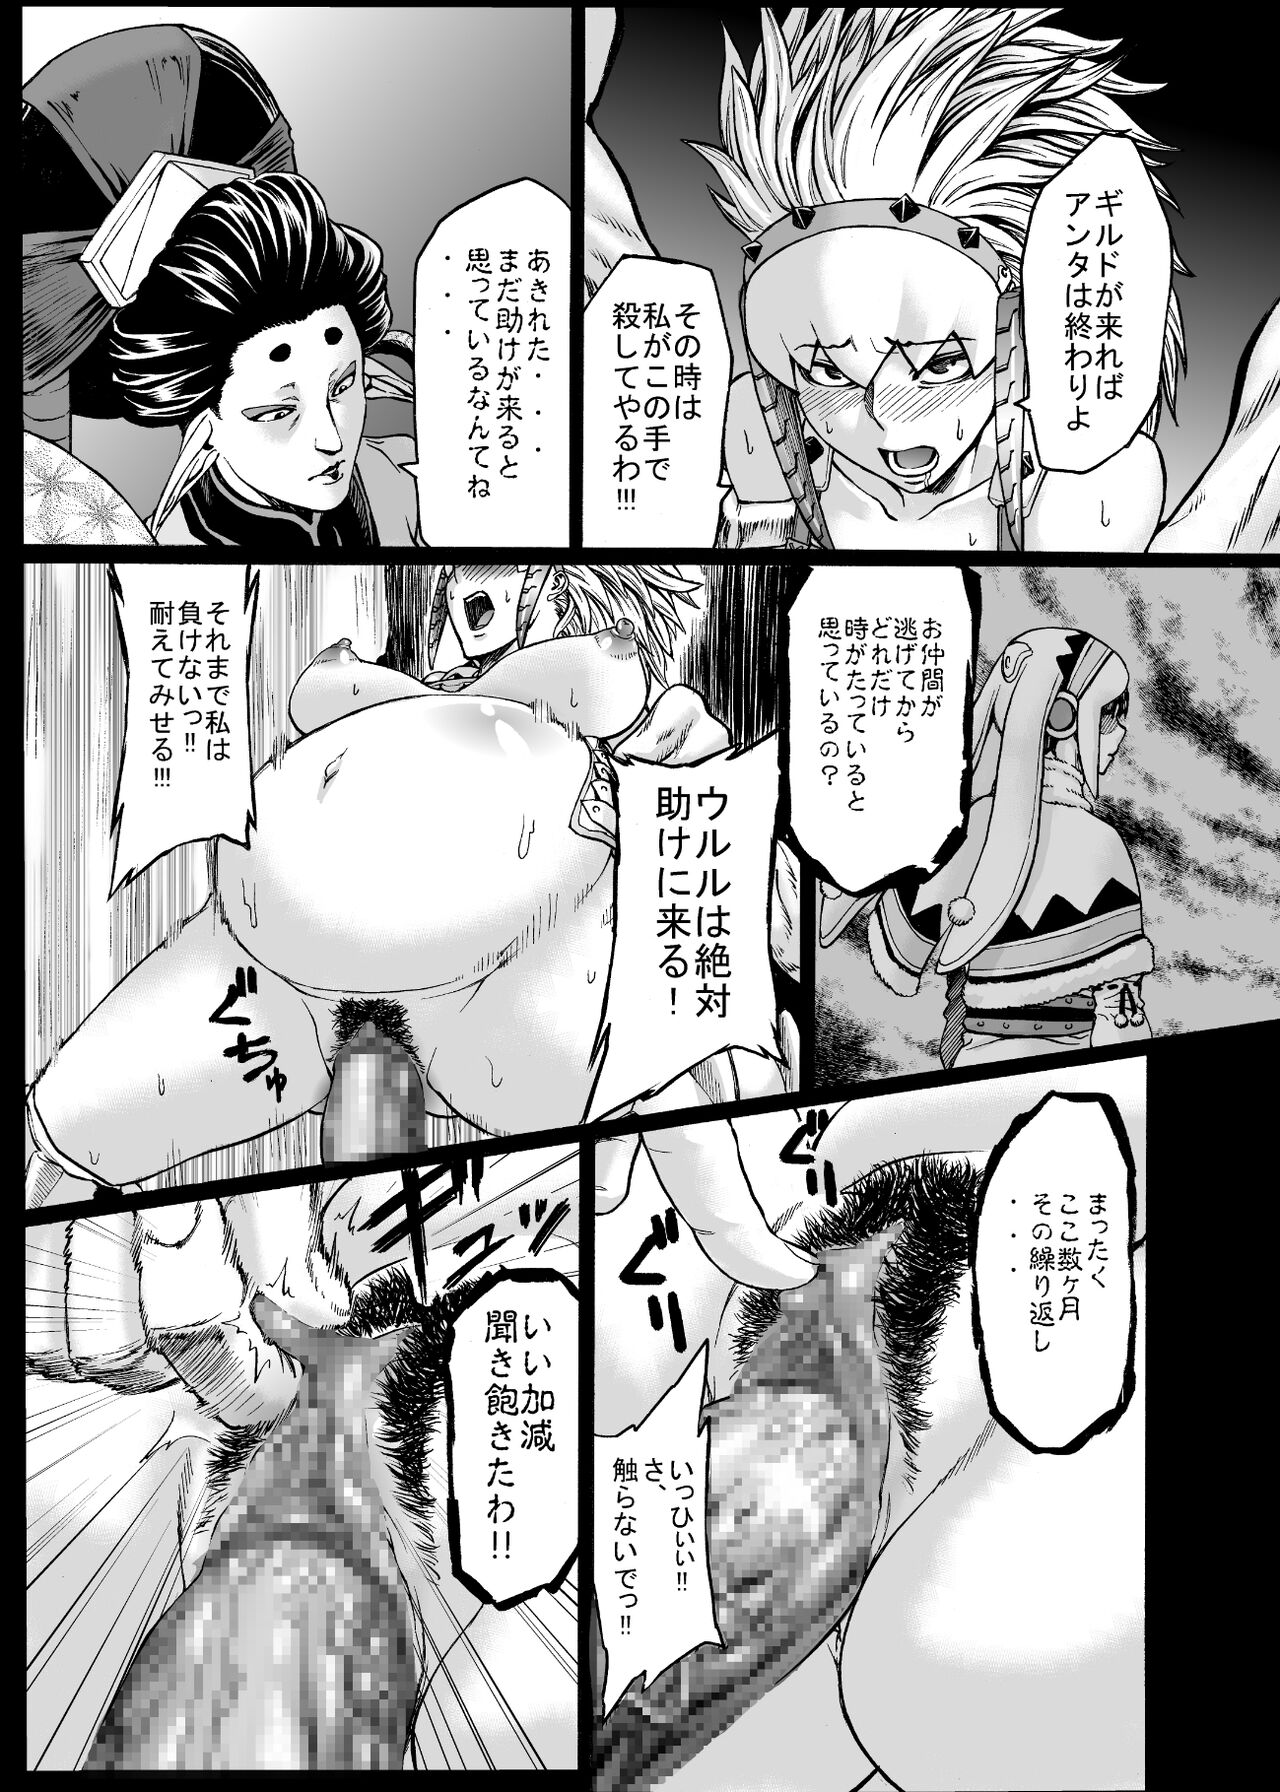 ギルドが来れば
アンタは終わりよ
その時は
私がこの手で
殺してやるわ!!!
あきれた・・・
まだ助けが来ると
思っているなんてね
・・・
お仲間が
逃げてから
どれだけ
時がたっていると
思っているの?
ウルルは絶対
助けに来る!
それまで私は
負けないっ!!
耐えてみせる!!!
ぐちゅ
まったく
ここ数ヶ月
その繰り返し
・・・
ぐ
ぐ
いっひぃぃ!!
さ、
触らないでっ!!
いい加減
聞き飽きたわ!!